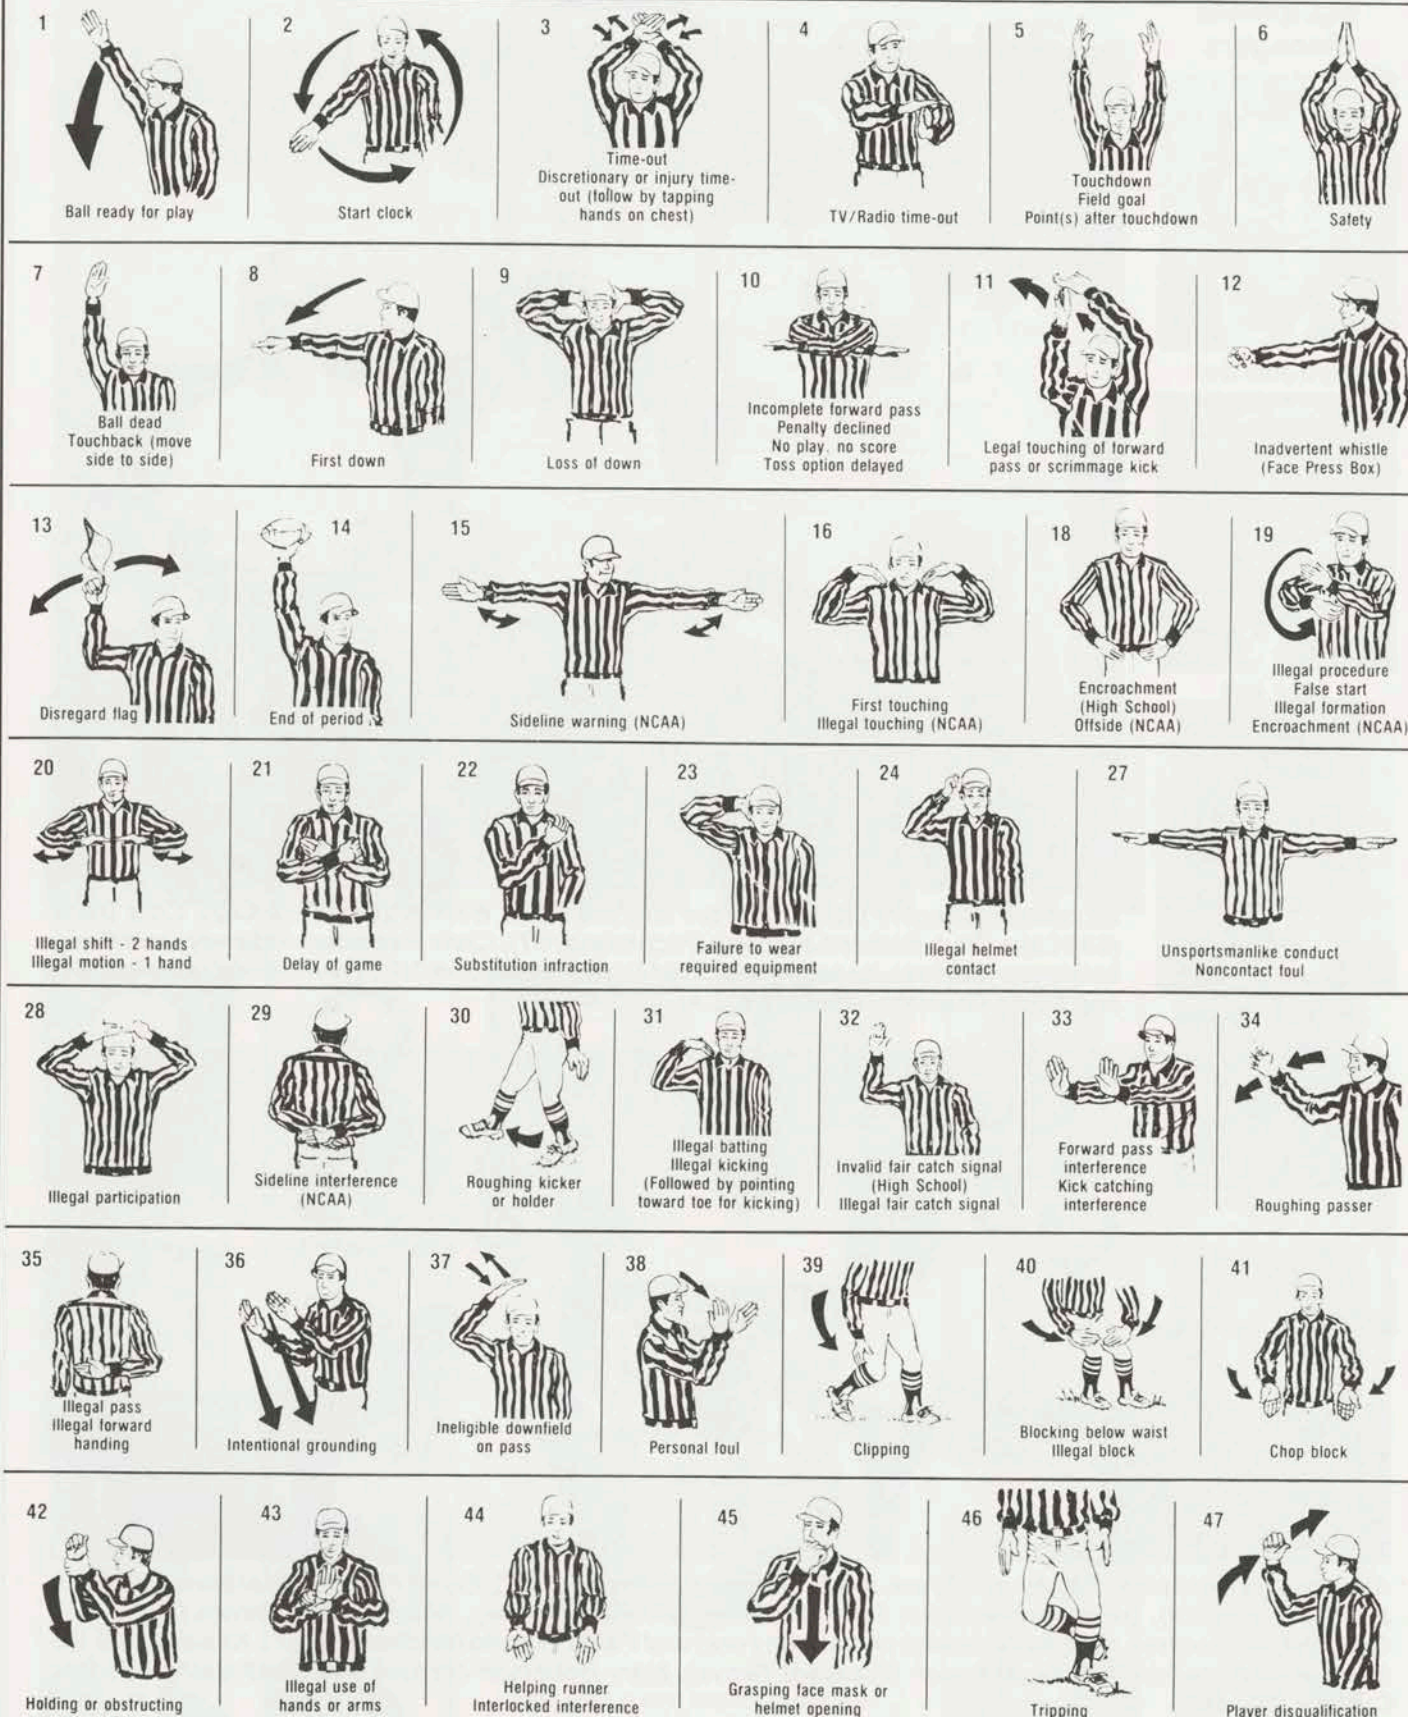 1
Ball ready for play
2
Start clock
3
Time-out
Discretionary or injury time-
out (follow by tapping
hands on chest)
4
TV/Radio time-out
5
Touchdown
Field goal
Point(s) after touchdown
6
Safety
7
Ball dead
Touchback (move
side to side)
8
First down
9
Loss of down
10
Incomplete forward pass
Penalty declined
No play, no score
Toss option delayed
11
Legal touching of forward
pass or scrimmage kick
12
Inadvertent whistle
(Face Press Box)
13
Disregard flag
14
End of period
15
Sideline warning (NCAA)
16
First touching
Illegal touching (NCAA)
18
Encroachment
(High School)
Offside (NCAA)
19
Illegal procedure
False start
Illegal formation
Encroachment (NCAA)
20
Illegal shift - 2 hands
Illegal motion - 1 hand
21
Delay of game
22
Substitution infraction
23
Failure to wear
required equipment
24
Illegal helmet
contact
27
Unsportsmanlike conduct
Noncontact foul
28
Illegal participation
29
Sideline interference
(NCAA)
30
Roughing kicker
or holder
31
Illegal batting
Illegal kicking
(Followed by pointing
toward toe for kicking)
32
Invalid fair catch signal
(High School)
Illegal fair catch signal
33
Forward pass
interference
Kick catching
interference
34
Roughing passer
35
Illegal pass
Illegal forward
handing
36
Intentional grounding
37
Ineligible downfield
on pass
38
Personal foul
39
Clipping
40
Blocking below waist
Illegal block
41
Chop block
42
Holding or obstructing
43
Illegal use of
hands or arms
44
Helping runner
Interlocked interference
45
Grasping face mask or
helmet opening
46
Tripping
47
Player disqualification